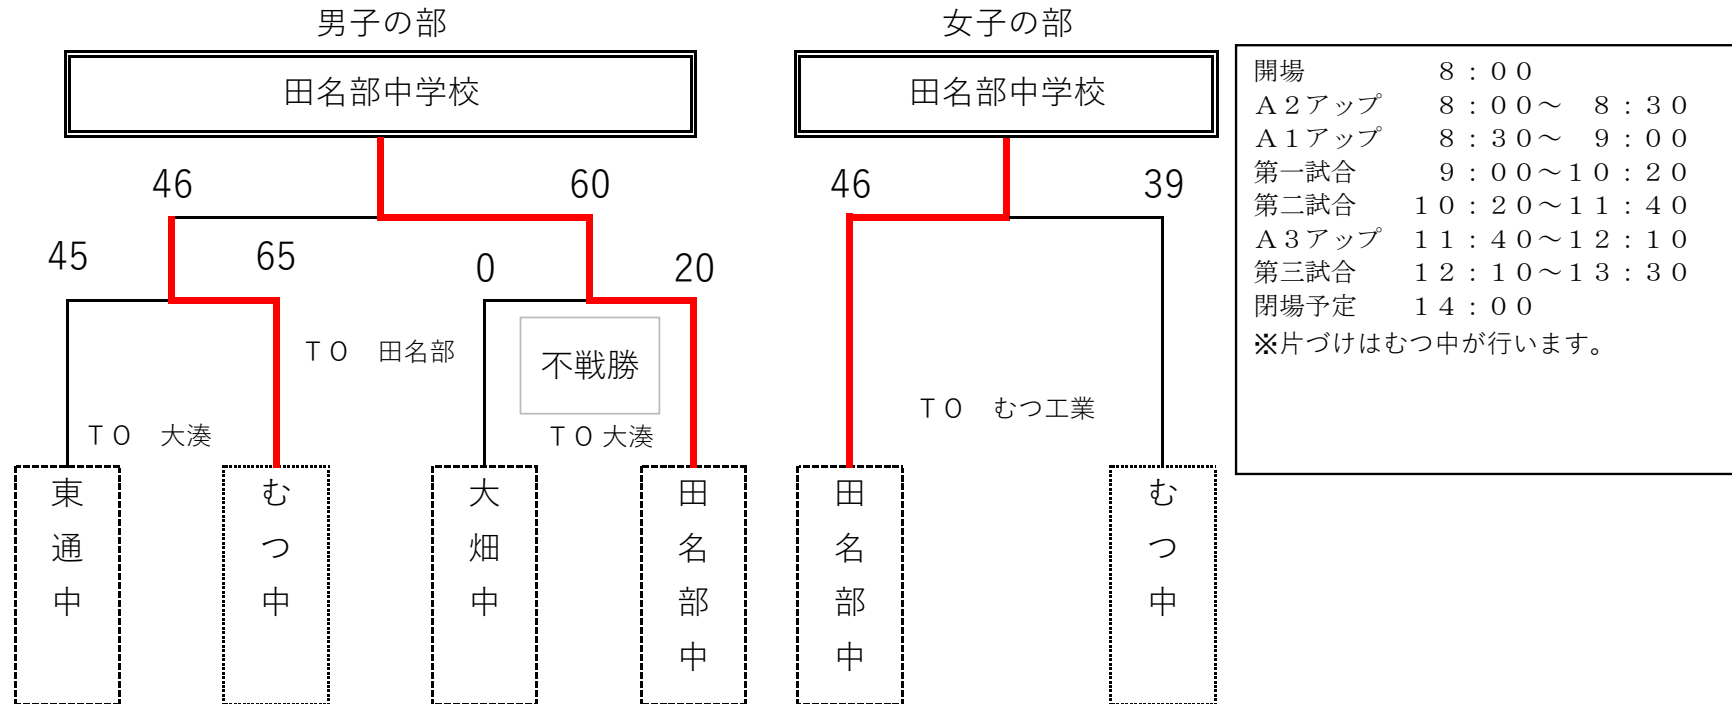 男子の部
田名部中学校
46
60
45
65
0
20
ＴＯ　田名部
不戦勝
ＴＯ　大湊
ＴＯ大湊
東通中
むつ中
大畑中
田名部中
女子の部
田名部中学校
46
39
ＴＯ　むつ工業
田名部中
むつ中
開場　８：００
Ａ２アップ　８：００～　８：３０
Ａ１アップ　８：３０～　９：００
第一試合　９：００～１０：２０
第二試合　１０：２０～１１：４０
Ａ３アップ　１１：４０～１２：１０
第三試合　１２：１０～１３：３０
閉場予定　１４：００
※片づけはむつ中が行います。